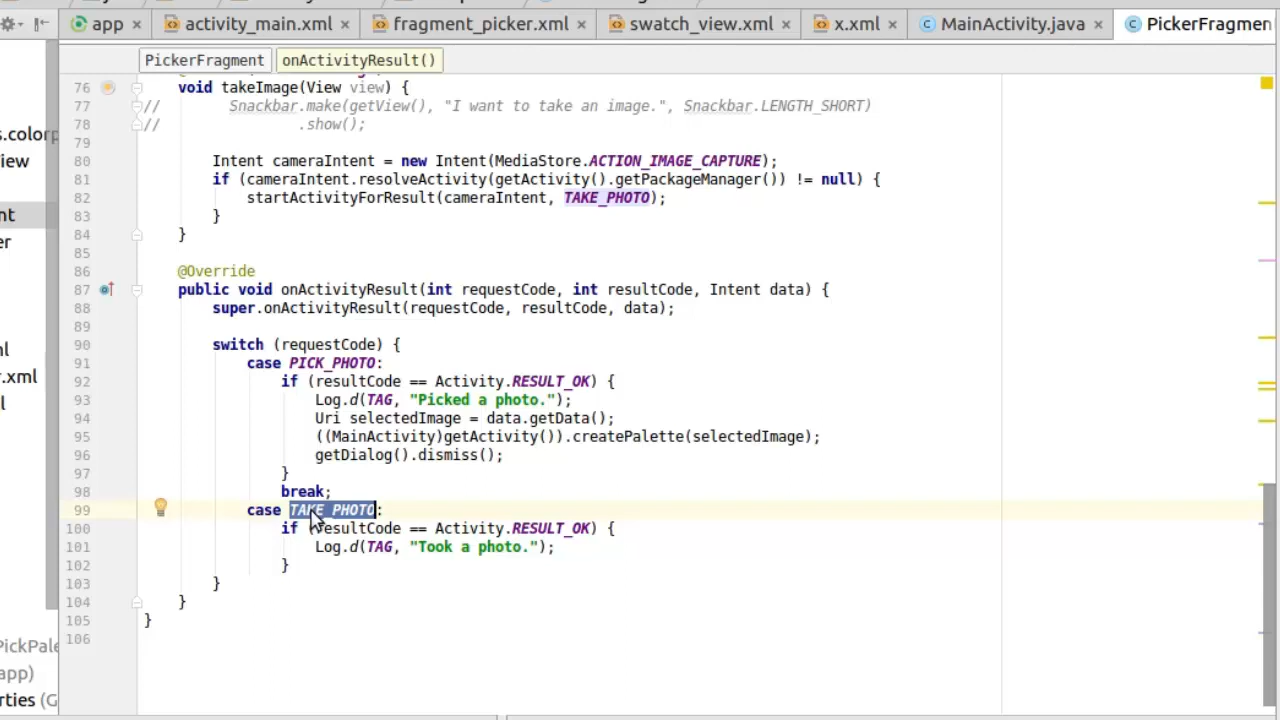 app
activity_main.xml
fragment_picker.xml
swatch_view.xml
x.xml
MainActivity.java
PickerFragmen
PickerFragment
onActivityResult()
s.colorp
iew
nt
er
ml
r.xml
l
PickPale
app)
rties (G
76 void takeImage(View view) {
77 // Snackbar.make(getView(), "I want to take an image.", Snackbar.LENGTH_SHORT)
78 // .show();
79
80 Intent cameraIntent = new Intent(MediaStore.ACTION_IMAGE_CAPTURE);
81 if (cameraIntent.resolveActivity(getActivity().getPackageManager()) != null) {
82 startActivityForResult(cameraIntent, TAKE_PHOTO);
83 }
84 }
85
86 @Override
87 public void onActivityResult(int requestCode, int resultCode, Intent data) {
88 super.onActivityResult(requestCode, resultCode, data);
89
90 switch (requestCode) {
91 case PICK_PHOTO:
92 if (resultCode == Activity.RESULT_OK) {
93 Log.d(TAG, "Picked a photo.");
94 Uri selectedImage = data.getData();
95 ((MainActivity)getActivity()).createPalette(selectedImage);
96 getDialog().dismiss();
97 }
98 break;
99 case TAKE_PHOTO:
100 if (resultCode == Activity.RESULT_OK) {
101 Log.d(TAG, "Took a photo.");
102 }
103 }
104 }
105 }
106